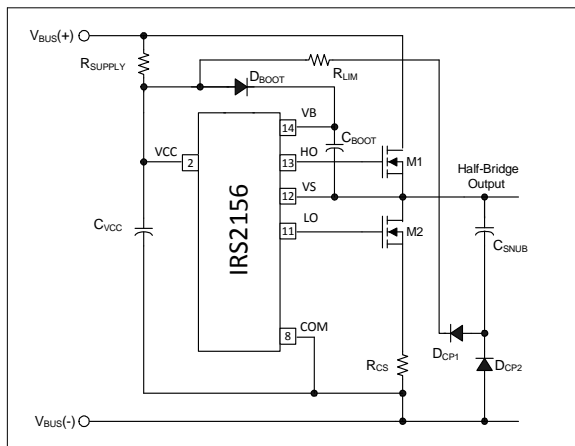 VBUS(+)
RSUPPLY
RLIM
DBOOT
VB
14
CBOOT
VCC
2
HO
13
M1
Half-Bridge
Output
VS
12
LO
11
M2
CVCC
IRS2156
CSNUB
COM
8
RCS
DCP1
DCP2
VBUS(-)